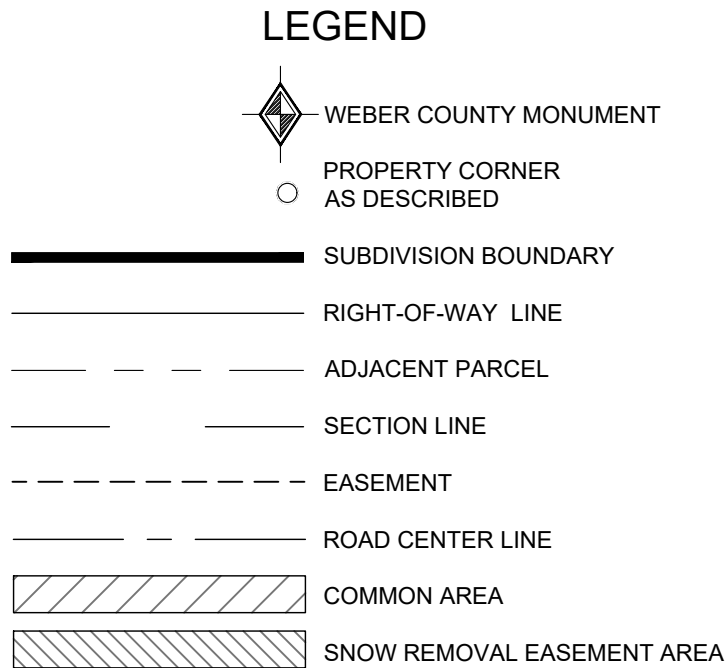 LEGEND
WEBER COUNTY MONUMENT
PROPERTY CORNER
AS DESCRIBED
SUBDIVISION BOUNDARY
RIGHT-OF-WAY LINE
ADJACENT PARCEL
SECTION LINE
EASEMENT
ROAD CENTER LINE
COMMON AREA
SNOW REMOVAL EASEMENT AREA